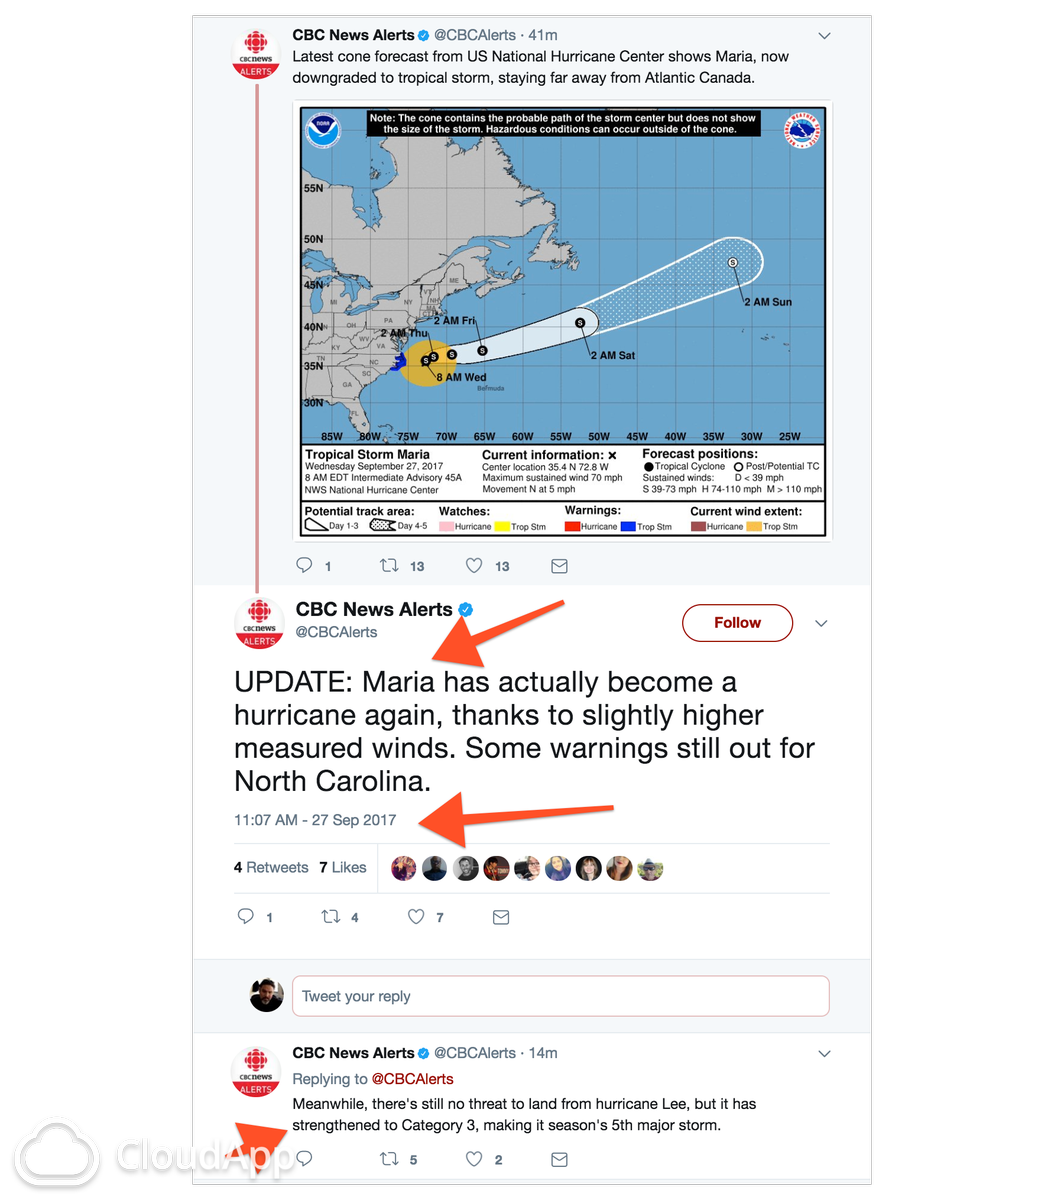 CBC News Alerts @CBCAlerts · 41m
Latest cone forecast from US National Hurricane Center shows Maria, now
downgraded to tropical storm, staying far away from Atlantic Canada.
CBCNEWS
ALERTS
Note: The cone contains the probable path of the storm center but does not show
the size of the storm. Hazardous conditions can occur outside of the cone.
NOAA
55N
50N
45N
40N
35N
30N
ME
VT
NH
MA
CT
NY
MI
PA
OH
WV
VA
KY
TN
NC
SC
GA
FL
2 AM Sun
2 AM Fri
2 AM Thu
2 AM Sat
8 AM Wed
Bermuda
S
S
S
S
S
S
85W 80W 75W 70W 65W 60W 55W 50W 45W 40W 35W 30W 25W
Tropical Storm Maria
Wednesday September 27, 2017
8 AM EDT Intermediate Advisory 45A
NWS National Hurricane Center
Current information: x
Center location 35.4 N 72.8 W
Maximum sustained wind 70 mph
Movement N at 5 mph
Forecast positions:
Tropical Cyclone Post/Potential TC
Sustained winds: D < 39 mph
S 39-73 mph H 74-110 mph M > 110 mph
Potential track area:
Day 1-3 Day 4-5
Watches:
Hurricane Trop Stm
Warnings:
Hurricane Trop Stm
Current wind extent:
Hurricane Trop Stm
1 13 13
CBC News Alerts
@CBCAlerts
Follow
CBCNEWS
ALERTS
UPDATE: Maria has actually become a
hurricane again, thanks to slightly higher
measured winds. Some warnings still out for
North Carolina.
11:07 AM - 27 Sep 2017
4 Retweets 7 Likes
1 4 7
Tweet your reply
CBC News Alerts @CBCAlerts · 14m
Replying to @CBCAlerts
Meanwhile, there's still no threat to land from hurricane Lee, but it has
strengthened to Category 3, making it season's 5th major storm.
CBCNEWS
ALERTS
5 2
CloudApp